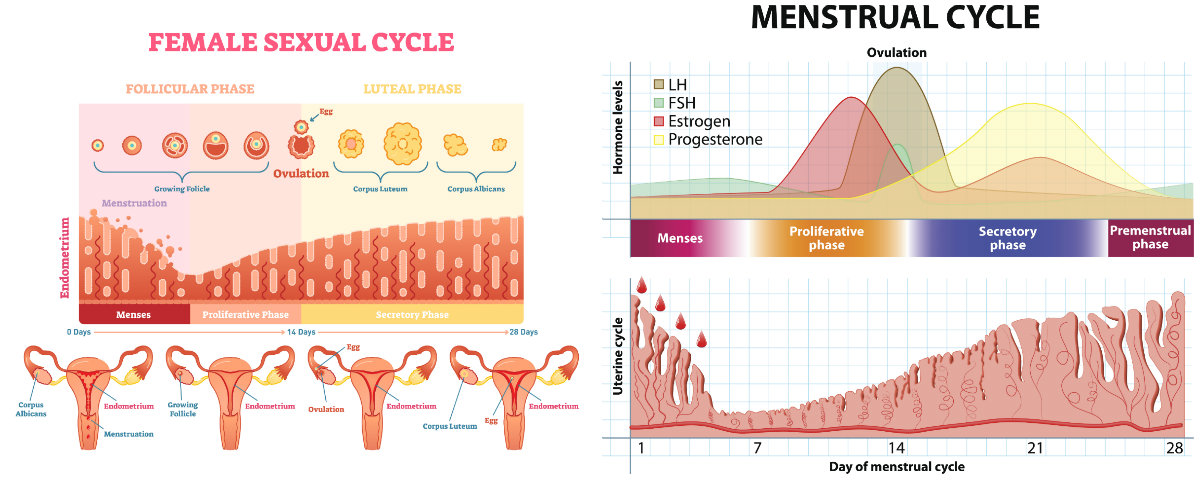 FEMALE SEXUAL CYCLE
FOLLICULAR PHASE
LUTEAL PHASE
Egg
Ovulation
Growing Follicle
Corpus Luteum
Corpus Albicans
Menstruation
Endometrium
Menses
Proliferative Phase
Secretory Phase
0 Days
14 Days
28 Days
Corpus
Albicans
Endometrium
Menstruation
Growing
Follicle
Endometrium
Egg
Ovulation
Endometrium
Corpus Luteum
Egg
Endometrium
MENSTRUAL CYCLE
Ovulation
Hormone levels
LH
FSH
Estrogen
Progesterone
Menses
Proliferative
phase
Secretory
phase
Premenstrual
phase
Uterine cycle
1
7
14
21
28
Day of menstrual cycle